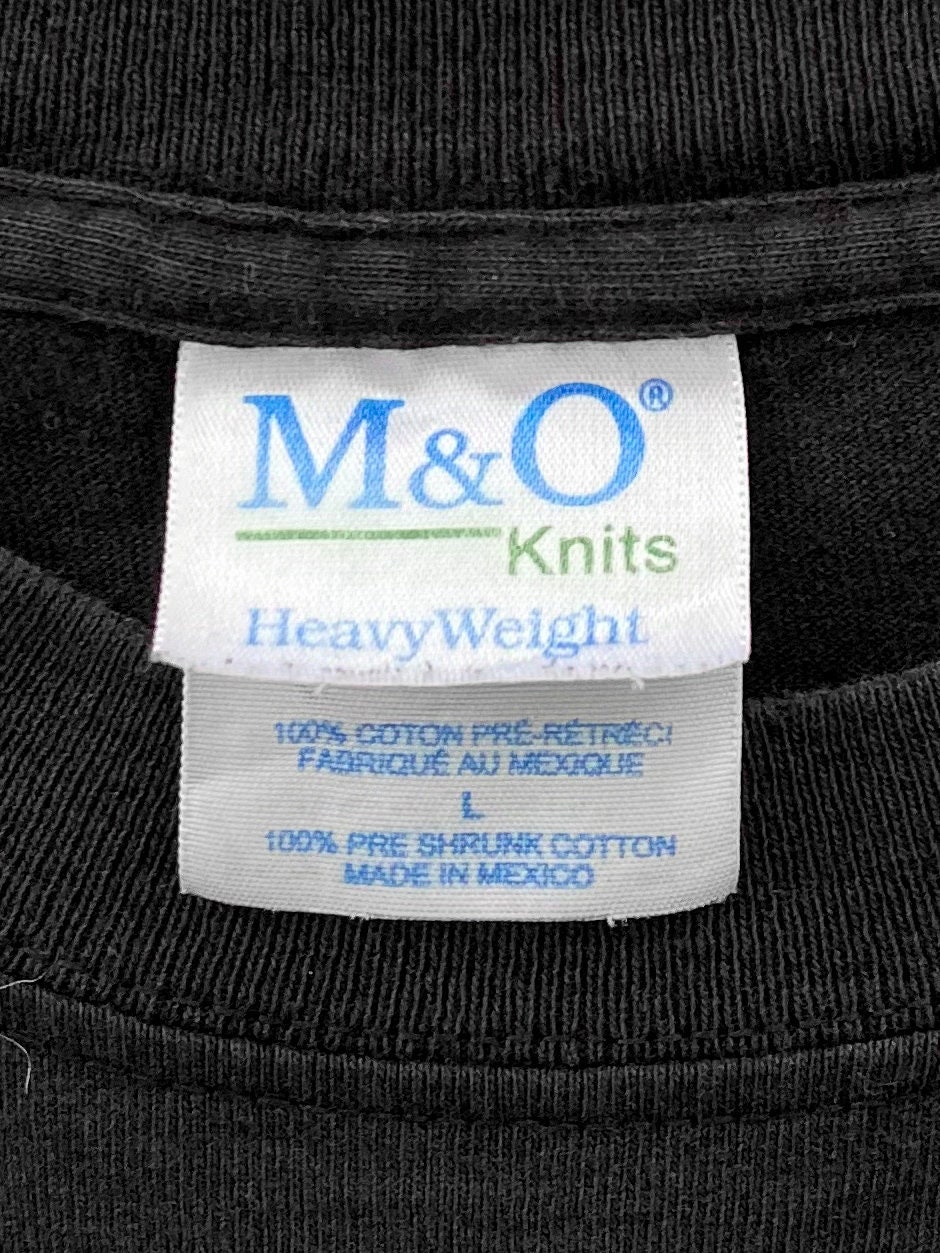 M&O®
Knits
HeavyWeight
100% COTON PRÉ-RÉTRÉCI
FABRIQUÉ AU MEXIQUE
L
100% PRE SHRUNK COTTON
MADE IN MEXICO